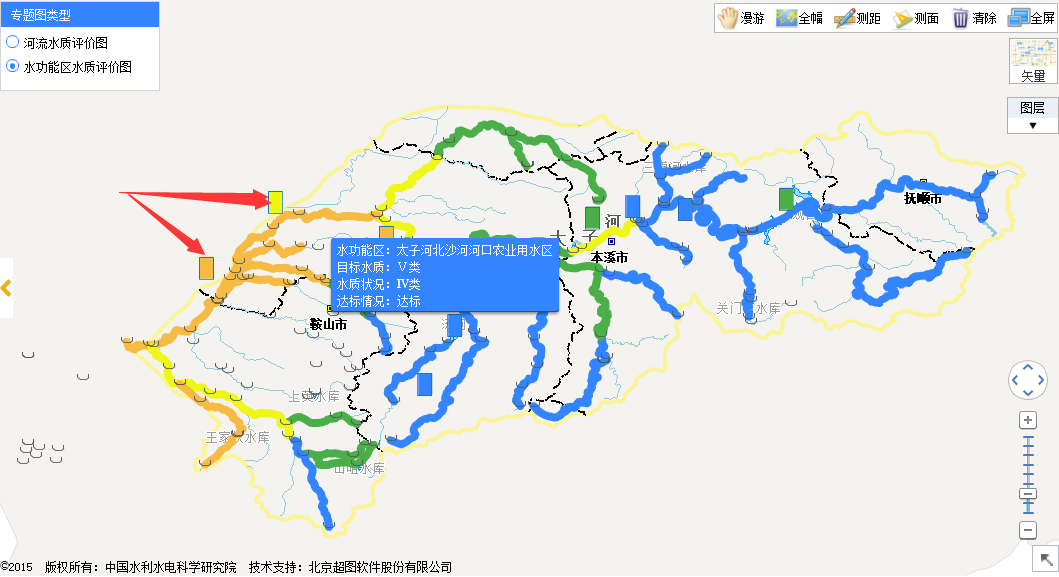 专题图类型
河流水质评价图
水功能区水质评价图
漫游
全幅
测距
测面
清除
全屏
矢量
图层
抚顺市
河
子
本溪市
水功能区：太子河北沙河河口农业用水区
目标水质：Ⅴ类
水质状况：Ⅳ类
达标情况：达标
鞍山市
水库
上英水库
王家坎水库
山咀水库
©2015 版权所有：中国水利水电科学研究院 技术支持：北京超图软件股份有限公司